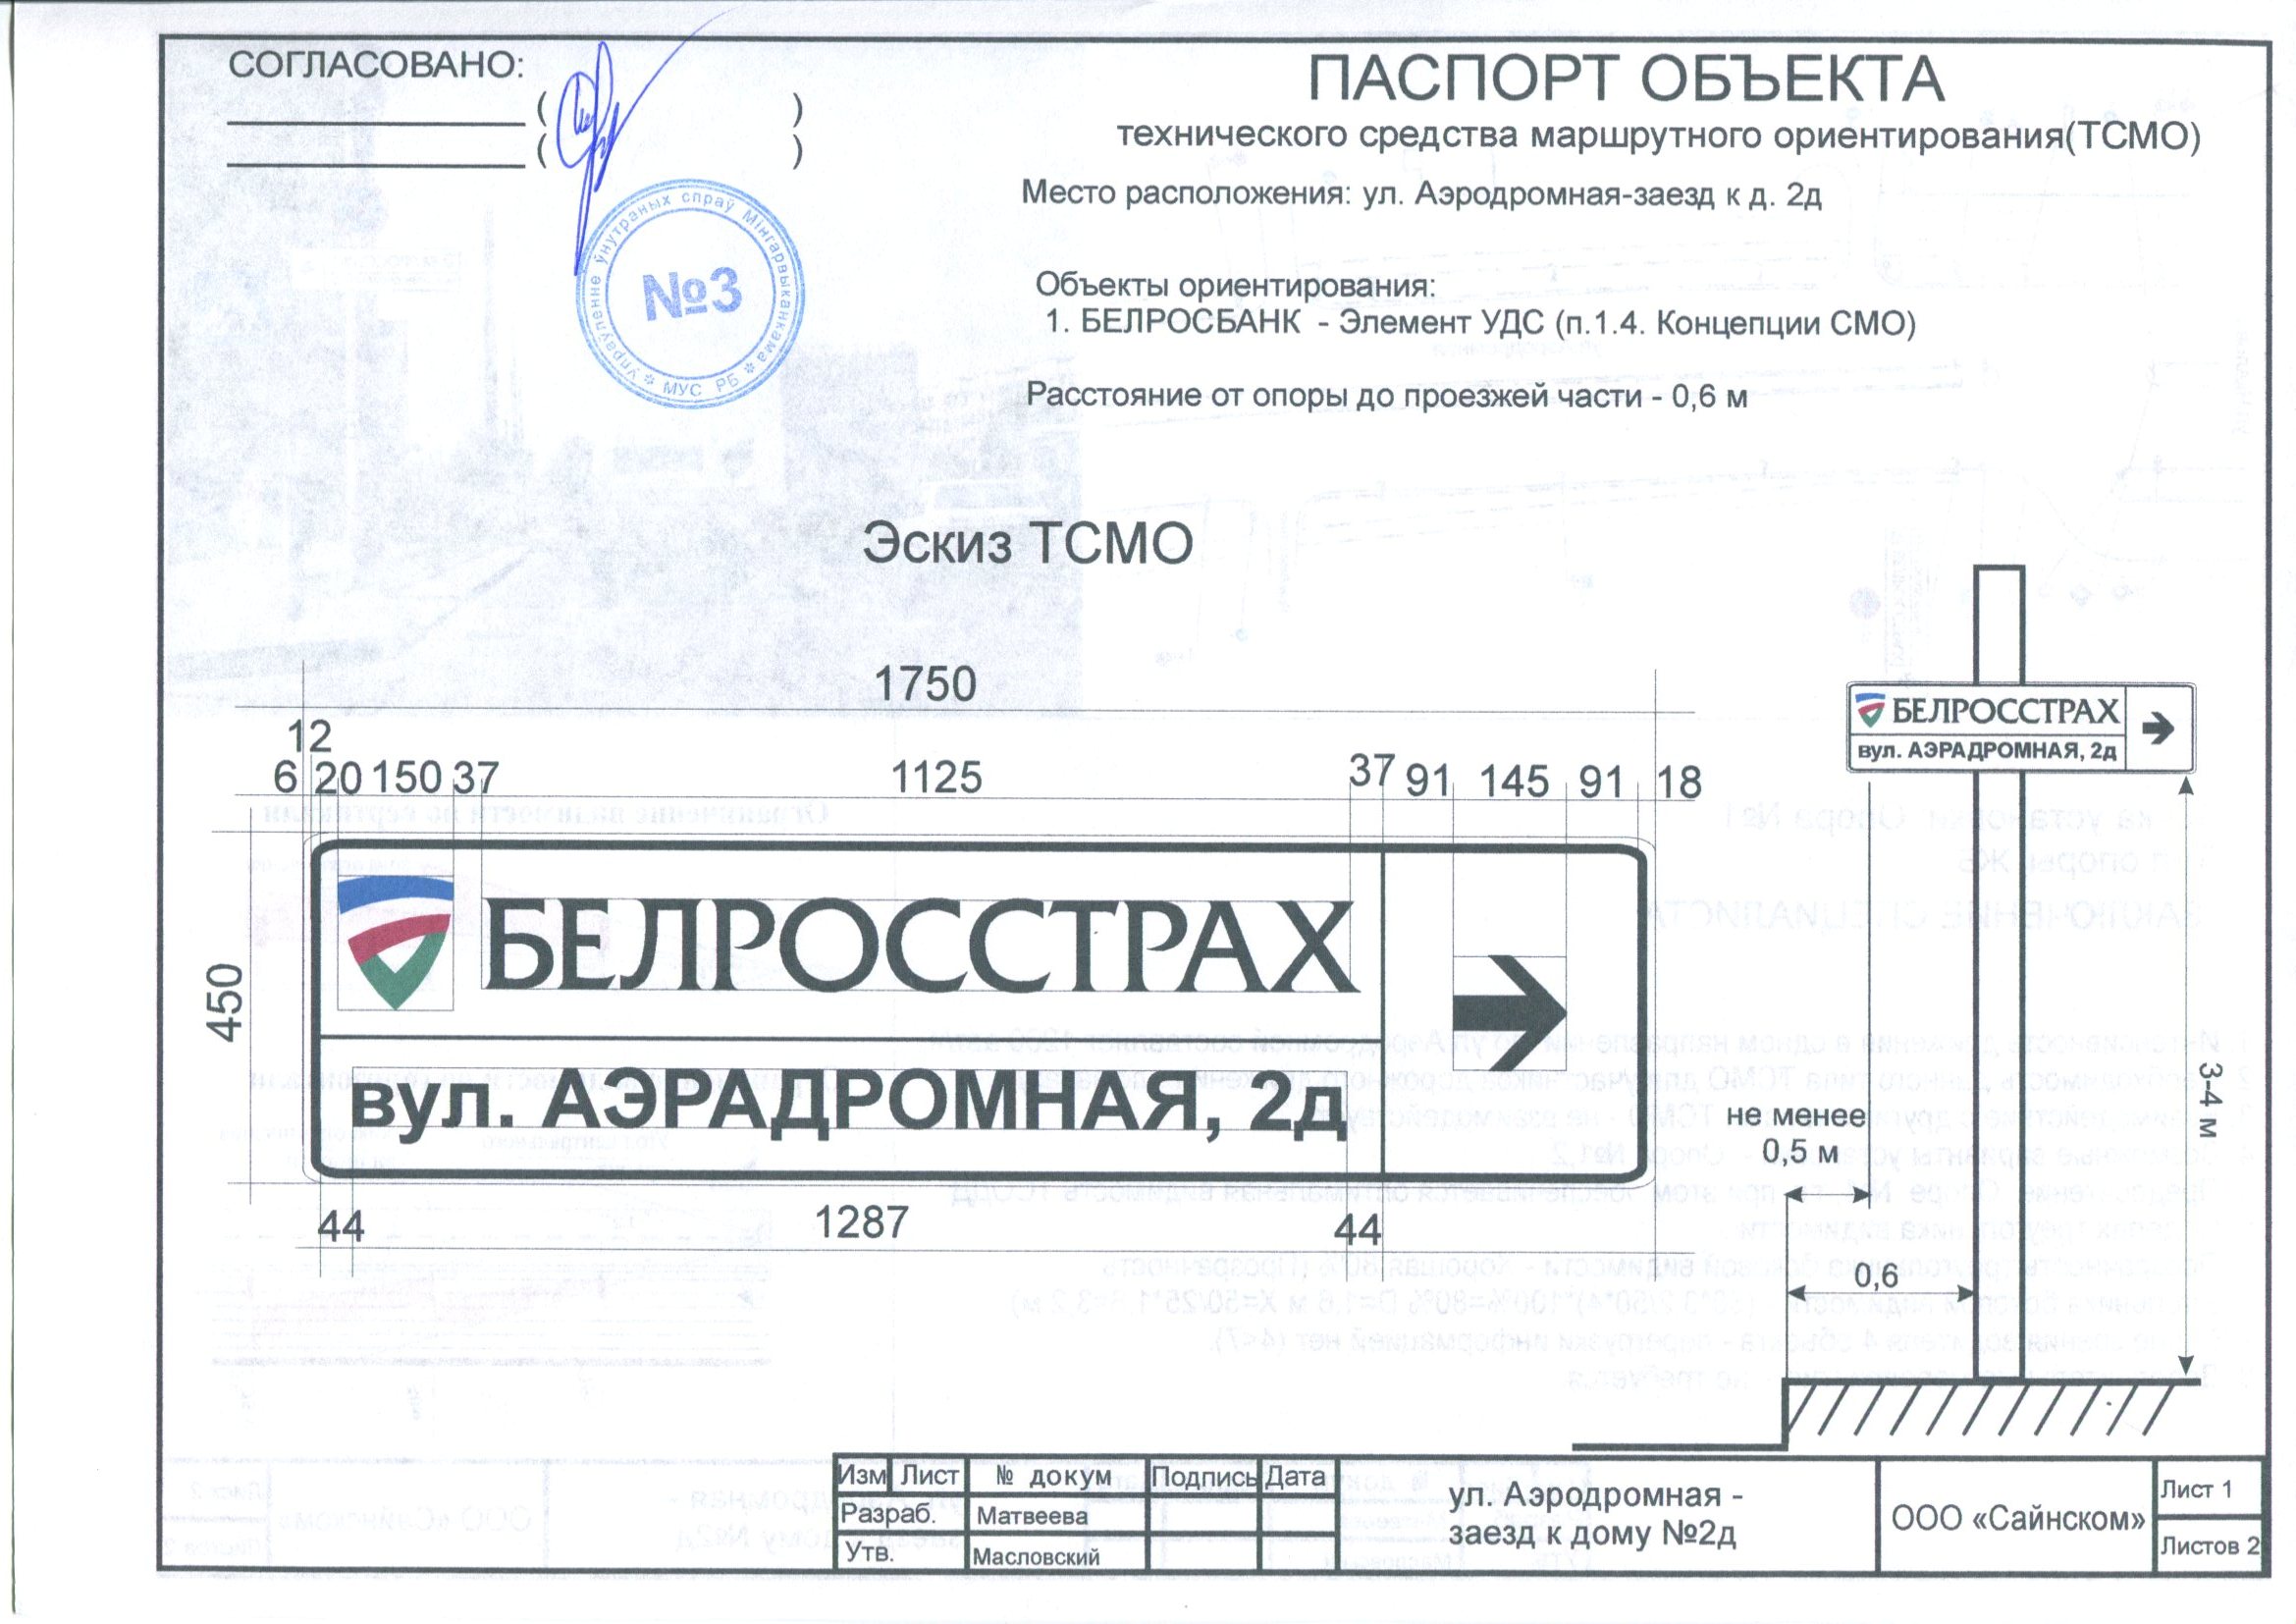 СОГЛАСОВАНО:
( )
( )
Упраўленне ўнутраных спраў Мінгарвыканкама
МУС РБ
№3
ПАСПОРТ ОБЪЕКТА
технического средства маршрутного ориентирования(ТСМО)
Место расположения: ул. Аэродромная-заезд к д. 2д
Объекты ориентирования:
1. БЕЛРОСБАНК - Элемент УДС (п.1.4. Концепции СМО)
Расстояние от опоры до проезжей части - 0,6 м
Эскиз ТСМО
1750
12
6 20 150 37 1125 37 91 145 91 18
450
БЕЛРОССТРАХ
вул. АЭРАДРОМНАЯ, 2д
44 1287 44
БЕЛРОССТРАХ
вул. АЭРАДРОМНАЯ, 2д
3-4 м
не менее
0,5 м
0,6
Изм Лист № докум Подпись Дата
Разраб. Матвеева
Утв. Масловский
ул. Аэродромная -
заезд к дому №2д
ООО «Сайнском»
Лист 1
Листов 2